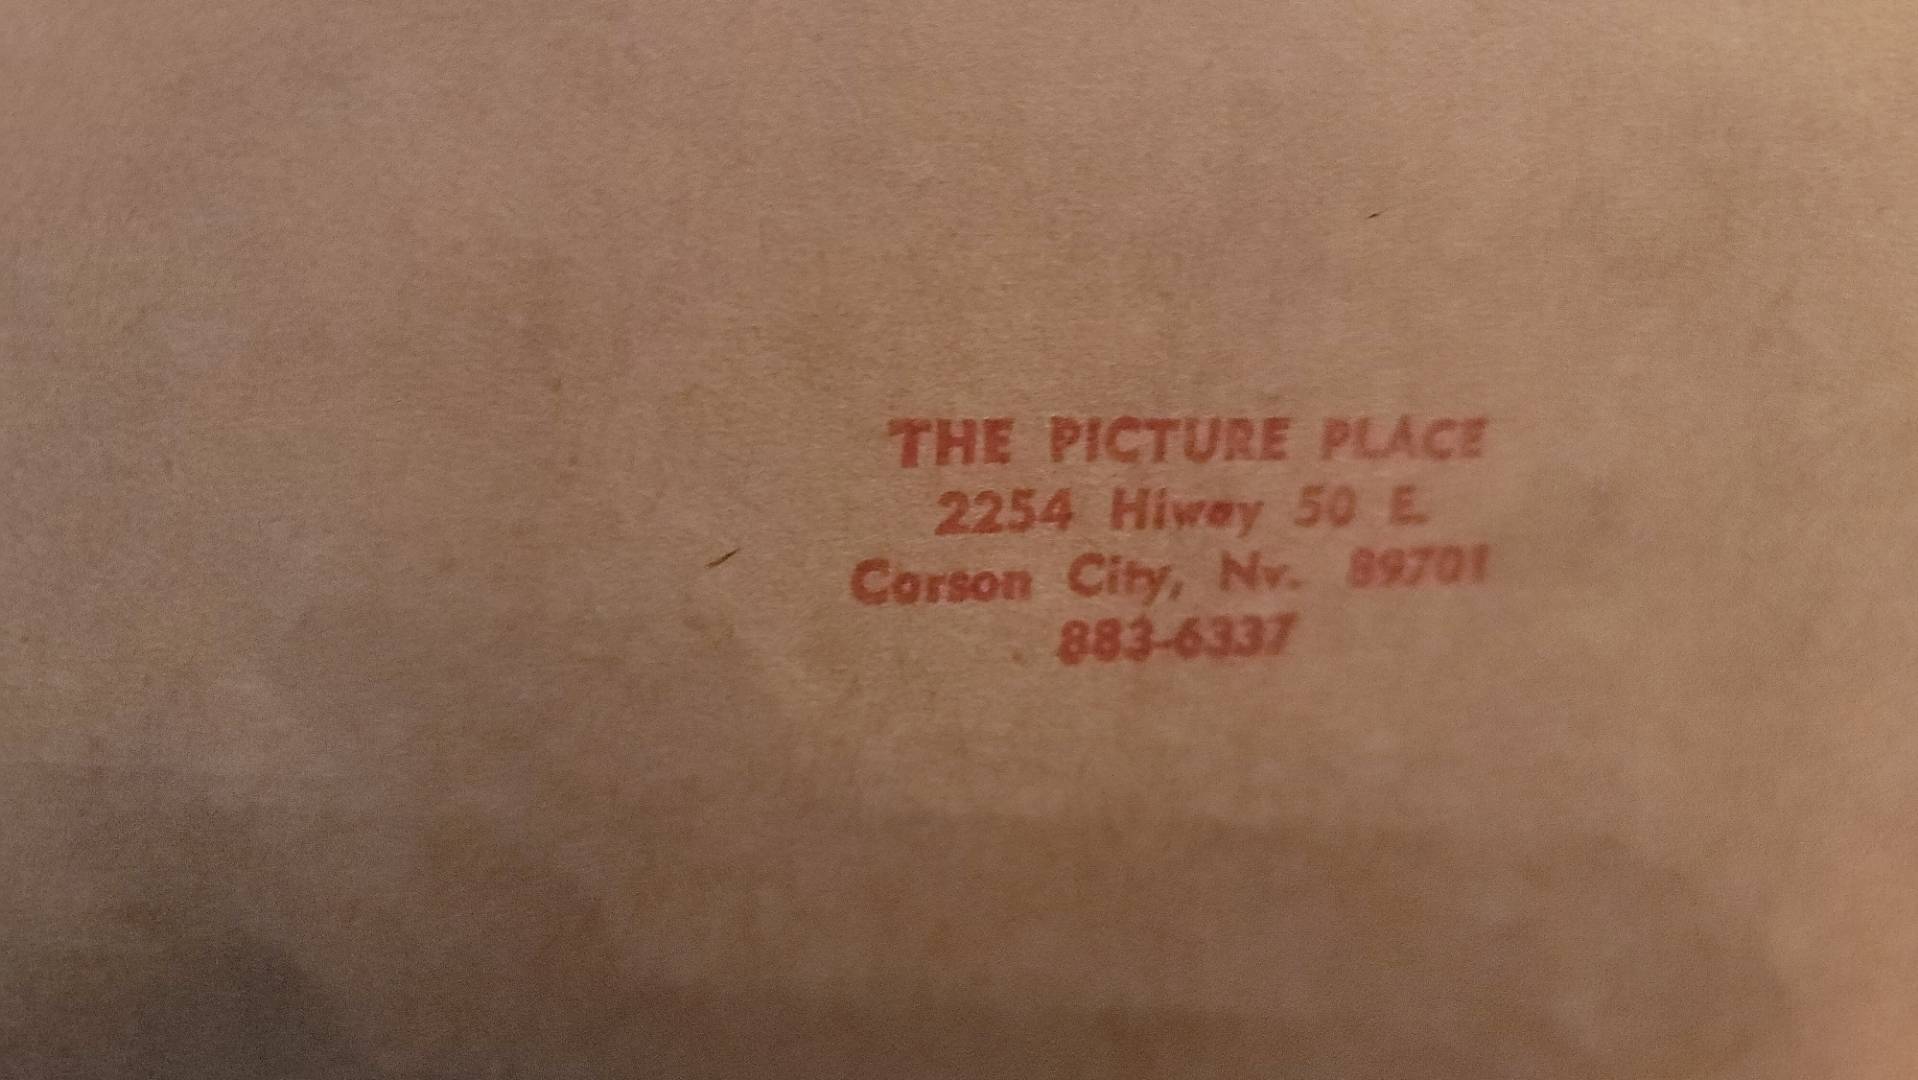 THE PICTURE PLACE
2254 Hiway 50 E.
Carson City, Nv. 89701
883-6337